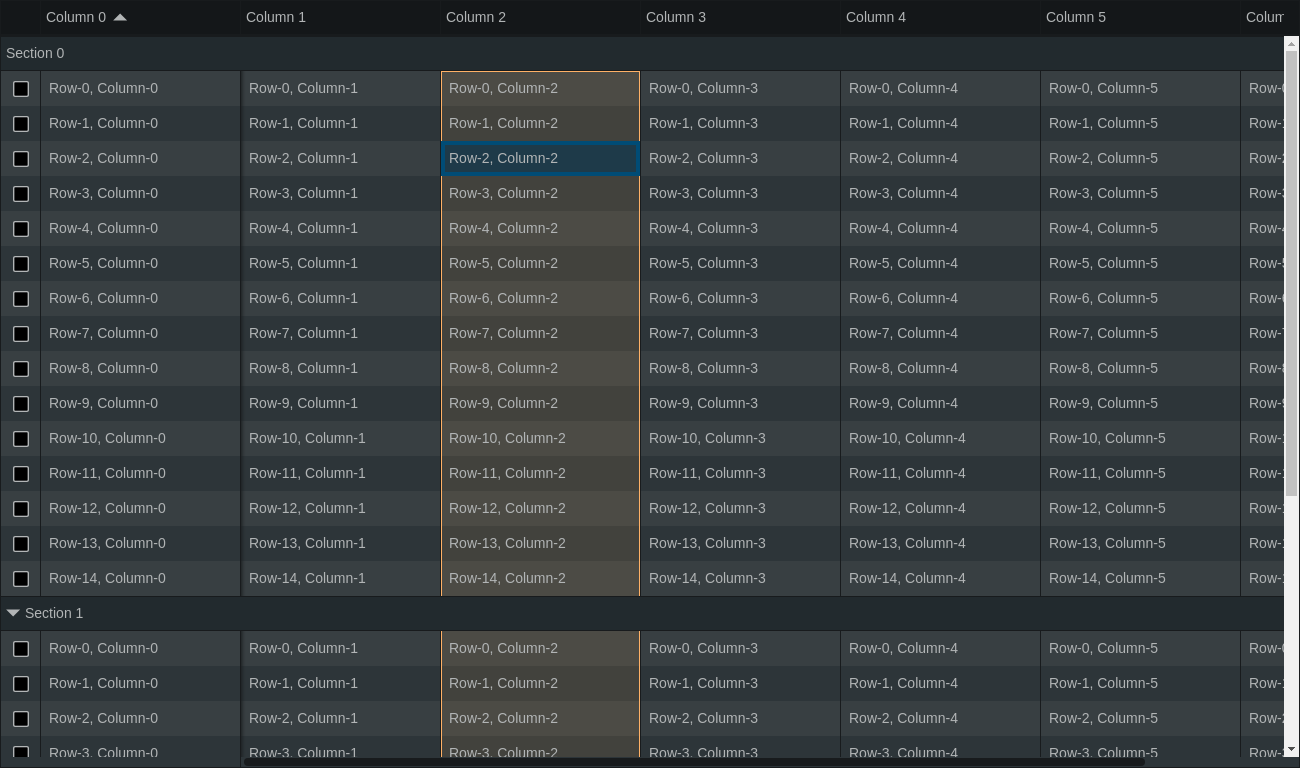 Column 0 Column 1 Column 2 Column 3 Column 4 Column 5 Colum
Section 0
Row-0, Column-0 Row-0, Column-1 Row-0, Column-2 Row-0, Column-3 Row-0, Column-4 Row-0, Column-5 Row-
Row-1, Column-0 Row-1, Column-1 Row-1, Column-2 Row-1, Column-3 Row-1, Column-4 Row-1, Column-5 Row-
Row-2, Column-0 Row-2, Column-1 Row-2, Column-2 Row-2, Column-3 Row-2, Column-4 Row-2, Column-5 Row-
Row-3, Column-0 Row-3, Column-1 Row-3, Column-2 Row-3, Column-3 Row-3, Column-4 Row-3, Column-5 Row-
Row-4, Column-0 Row-4, Column-1 Row-4, Column-2 Row-4, Column-3 Row-4, Column-4 Row-4, Column-5 Row-
Row-5, Column-0 Row-5, Column-1 Row-5, Column-2 Row-5, Column-3 Row-5, Column-4 Row-5, Column-5 Row-
Row-6, Column-0 Row-6, Column-1 Row-6, Column-2 Row-6, Column-3 Row-6, Column-4 Row-6, Column-5 Row-
Row-7, Column-0 Row-7, Column-1 Row-7, Column-2 Row-7, Column-3 Row-7, Column-4 Row-7, Column-5 Row-
Row-8, Column-0 Row-8, Column-1 Row-8, Column-2 Row-8, Column-3 Row-8, Column-4 Row-8, Column-5 Row-
Row-9, Column-0 Row-9, Column-1 Row-9, Column-2 Row-9, Column-3 Row-9, Column-4 Row-9, Column-5 Row-
Row-10, Column-0 Row-10, Column-1 Row-10, Column-2 Row-10, Column-3 Row-10, Column-4 Row-10, Column-5 Row-
Row-11, Column-0 Row-11, Column-1 Row-11, Column-2 Row-11, Column-3 Row-11, Column-4 Row-11, Column-5 Row-
Row-12, Column-0 Row-12, Column-1 Row-12, Column-2 Row-12, Column-3 Row-12, Column-4 Row-12, Column-5 Row-
Row-13, Column-0 Row-13, Column-1 Row-13, Column-2 Row-13, Column-3 Row-13, Column-4 Row-13, Column-5 Row-
Row-14, Column-0 Row-14, Column-1 Row-14, Column-2 Row-14, Column-3 Row-14, Column-4 Row-14, Column-5 Row-
Section 1
Row-0, Column-0 Row-0, Column-1 Row-0, Column-2 Row-0, Column-3 Row-0, Column-4 Row-0, Column-5 Row-
Row-1, Column-0 Row-1, Column-1 Row-1, Column-2 Row-1, Column-3 Row-1, Column-4 Row-1, Column-5 Row-
Row-2, Column-0 Row-2, Column-1 Row-2, Column-2 Row-2, Column-3 Row-2, Column-4 Row-2, Column-5 Row-
Row-3, Column-0 Row-3, Column-1 Row-3, Column-2 Row-3, Column-3 Row-3, Column-4 Row-3, Column-5 Row-